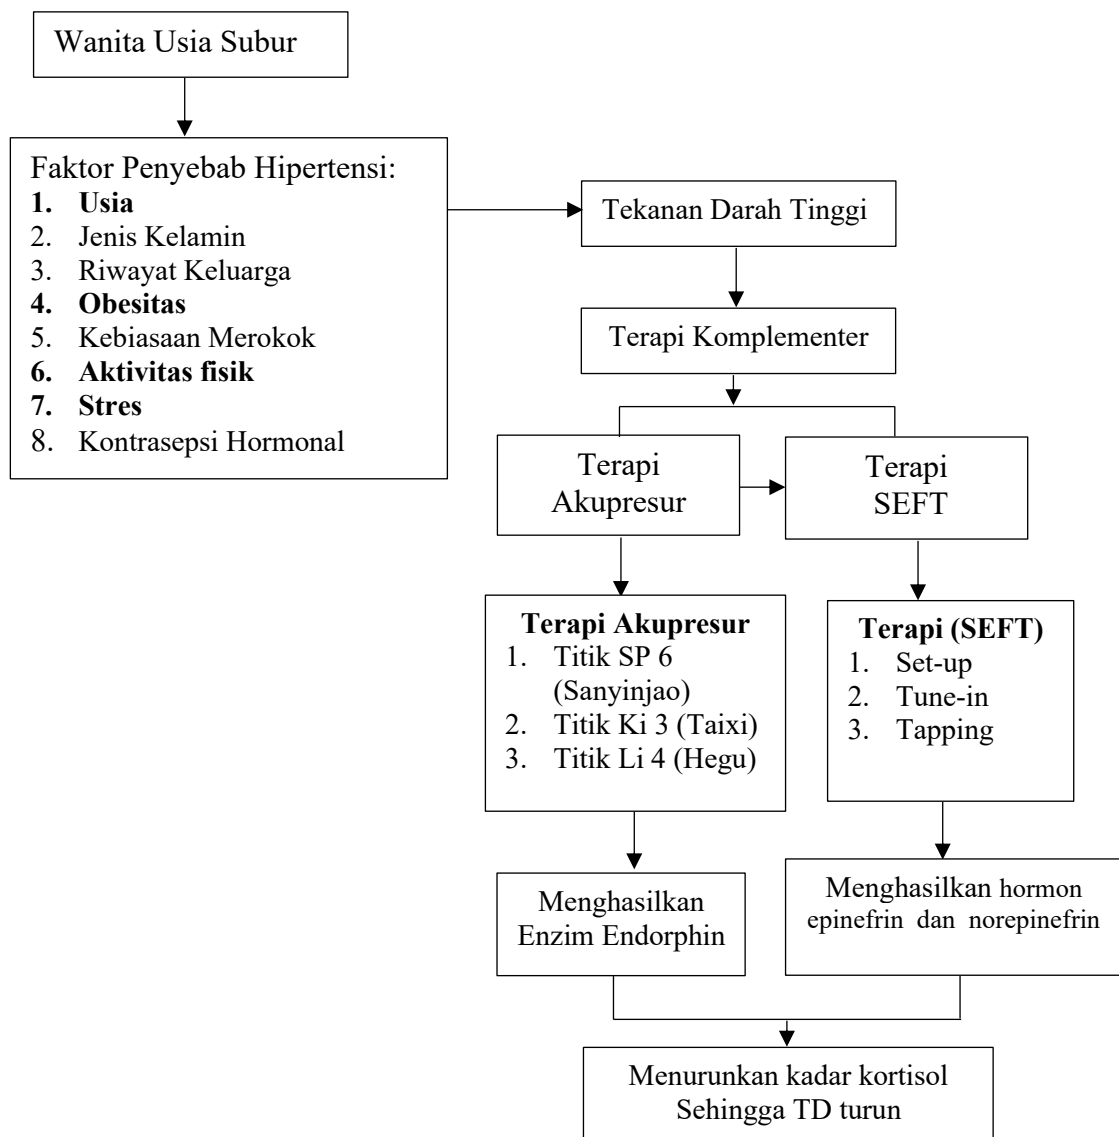 Wanita Usia Subur
Faktor Penyebab Hipertensi:
1. Usia
2. Jenis Kelamin
3. Riwayat Keluarga
4. Obesitas
5. Kebiasaan Merokok
6. Aktivitas fisik
7. Stres
8. Kontrasepsi Hormonal
Tekanan Darah Tinggi
Terapi Komplementer
Terapi
Akupresur
Terapi
SEFT
Terapi Akupresur
1. Titik SP 6
(Sanyinjao)
2. Titik Ki 3 (Taixi)
3. Titik Li 4 (Hegu)
Terapi (SEFT)
1. Set-up
2. Tune-in
3. Tapping
Menghasilkan
Enzim Endorphin
Menghasilkan hormon
epinefrin dan norepinefrin
Menurunkan kadar kortisol
Sehingga TD turun